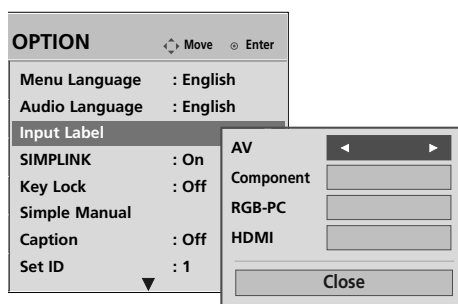 OPTION Move Enter
Menu Language : English
Audio Language : English
Input Label
SIMPLINK : On
Key Lock : Off
Simple Manual
Caption : Off
Set ID : 1
AV
Component
RGB-PC
HDMI
Close